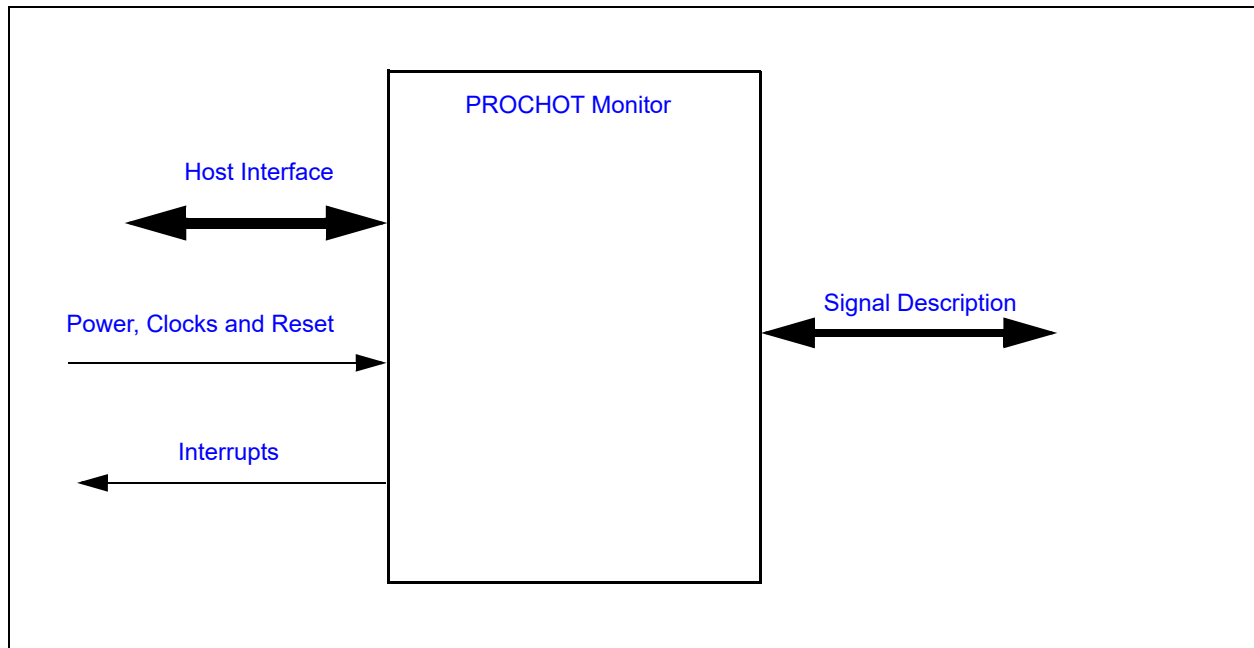 PROCHOT Monitor
Host Interface
Signal Description
Power, Clocks and Reset
Interrupts